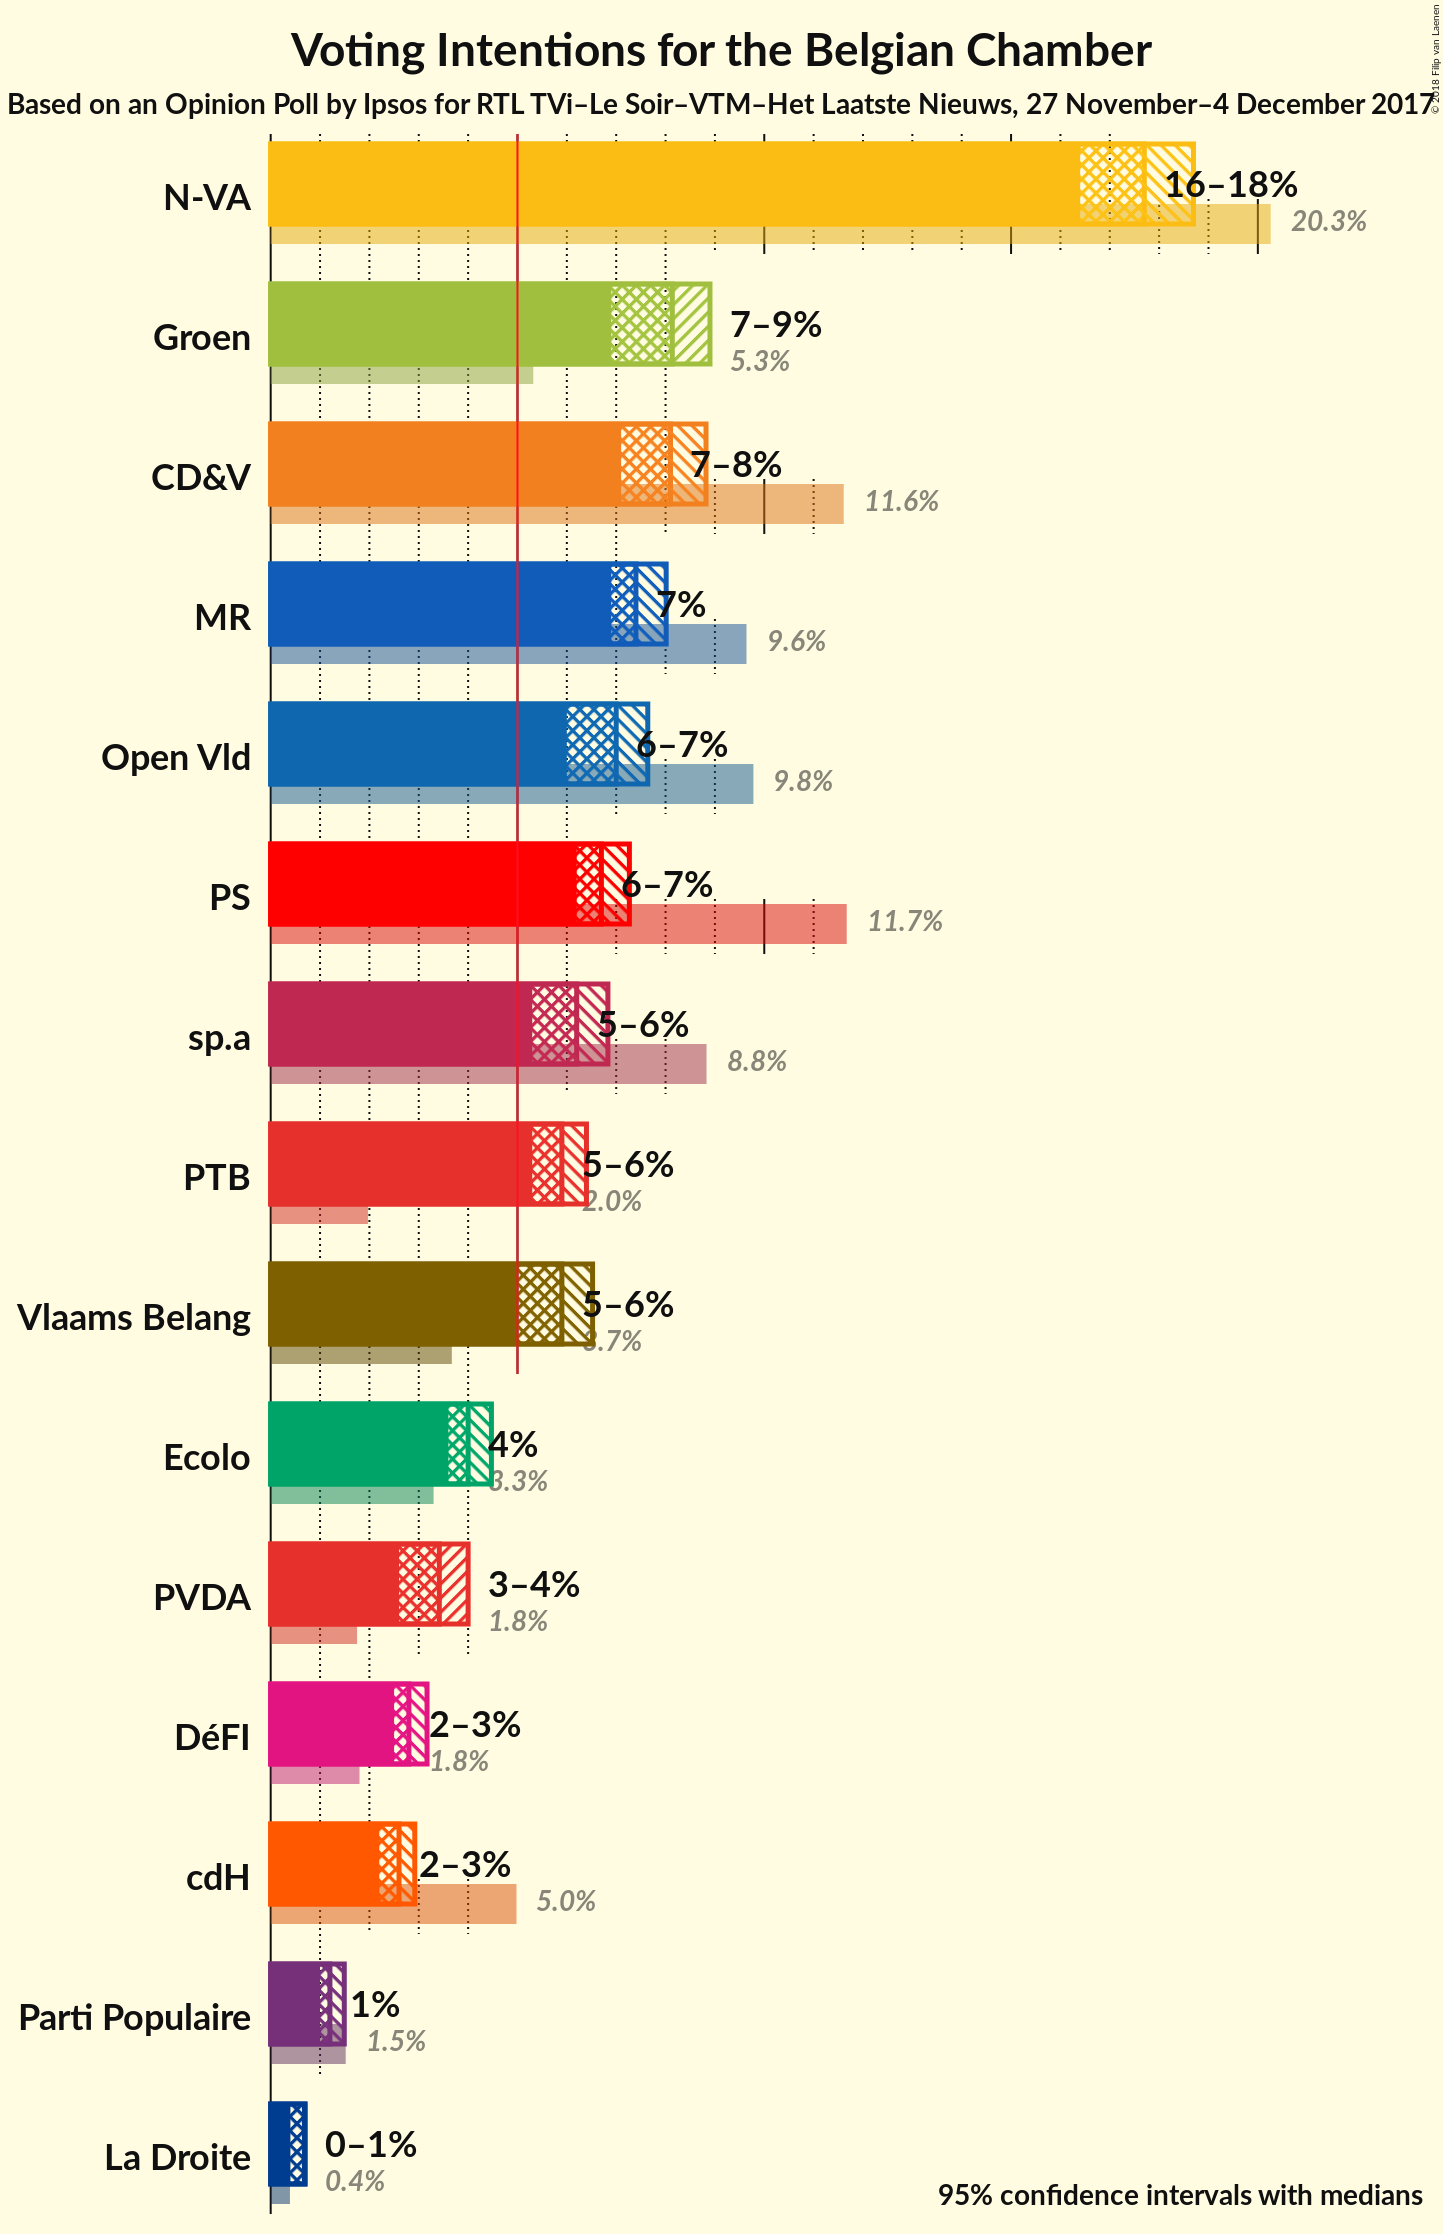 Voting Intentions for the Belgian Chamber
Based on an Opinion Poll by Ipsos for RTL TVi–Le Soir–VTM–Het Laatste Nieuws, 27 November–4 December 2017
© 2018 Filip van Laenen
N-VA
16–18%
20.3%
Groen
7–9%
5.3%
CD&V
7–8%
11.6%
MR
7%
9.6%
Open Vld
6–7%
9.8%
PS
6–7%
11.7%
sp.a
5–6%
8.8%
PTB
5–6%
2.0%
Vlaams Belang
5–6%
3.7%
Ecolo
4%
3.3%
PVDA
3–4%
1.8%
DéFI
2–3%
1.8%
cdH
2–3%
5.0%
Parti Populaire
1%
1.5%
La Droite
0–1%
0.4%
95% confidence intervals with medians